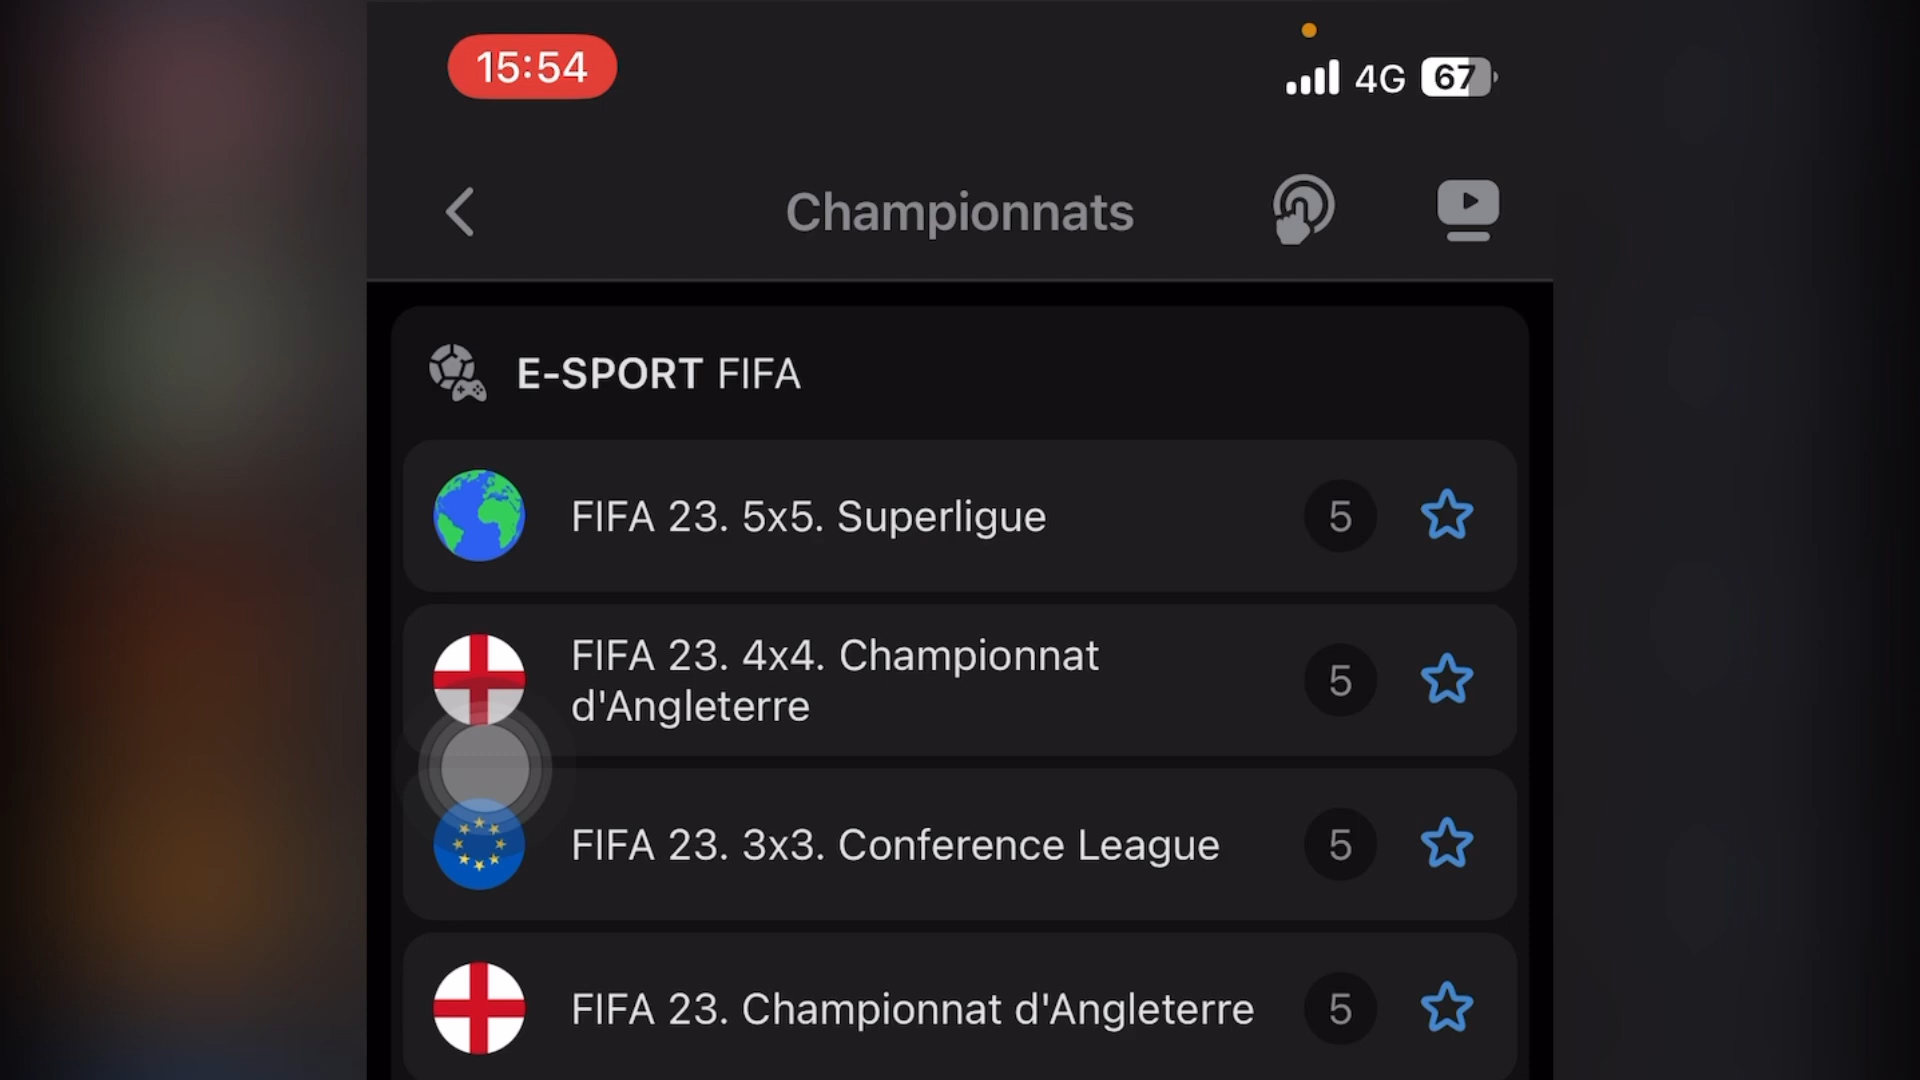 15:54
4G 67
Championnats
E-SPORT FIFA
FIFA 23. 5x5. Superligue 5
FIFA 23. 4x4. Championnat
d'Angleterre 5
FIFA 23. 3x3. Conference League 5
FIFA 23. Championnat d'Angleterre 5